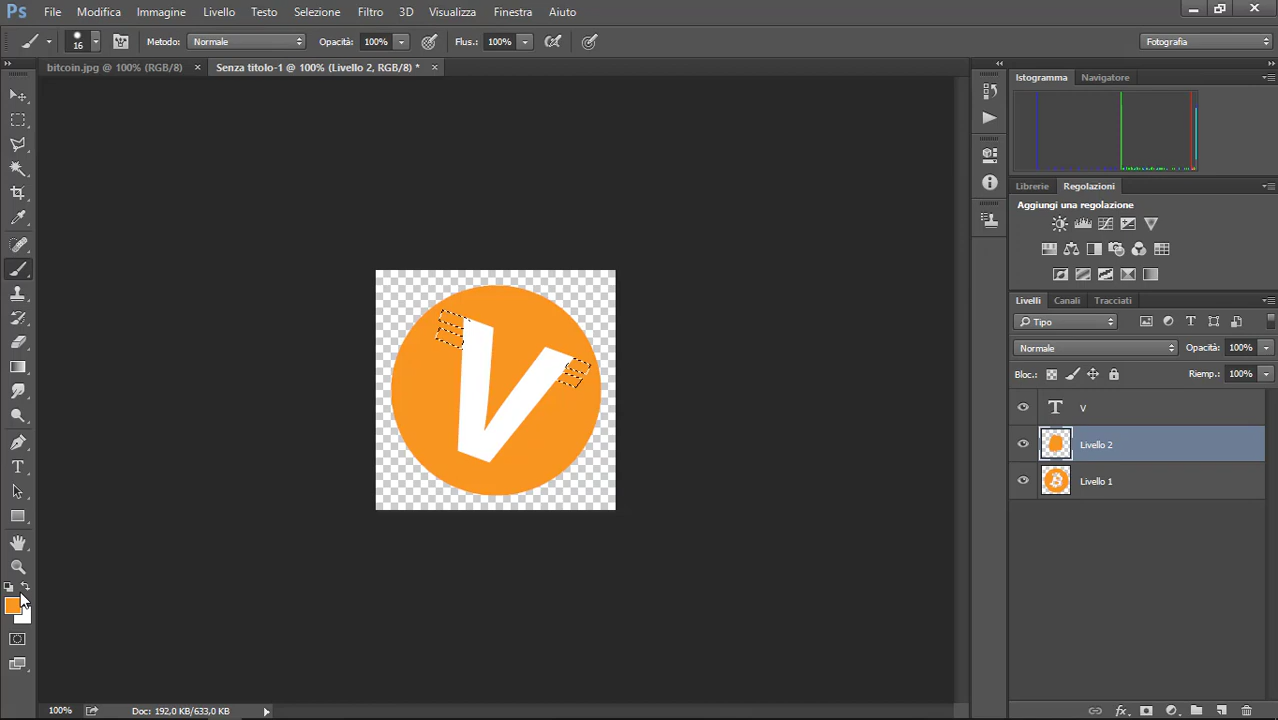 Ps File Modifica Immagine Livello Testo Selezione Filtro 3D Visualizza Finestra Aiuto
16 Metodo: Normale Opacità: 100% Flus.: 100% Fotografia
bitcoin.jpg @ 100% (RGB/8) × Senza titolo-1 @ 100% (Livello 2, RGB/8) * ×
Istogramma Navigatore
Librerie Regolazioni
Aggiungi una regolazione
V
Livelli Canali Tracciati
Tipo
Normale Opacità: 100%
Bloc.: Riemp.: 100%
T v
Livello 2
Livello 1
100% Doc: 192,0 KB/633,0 KB